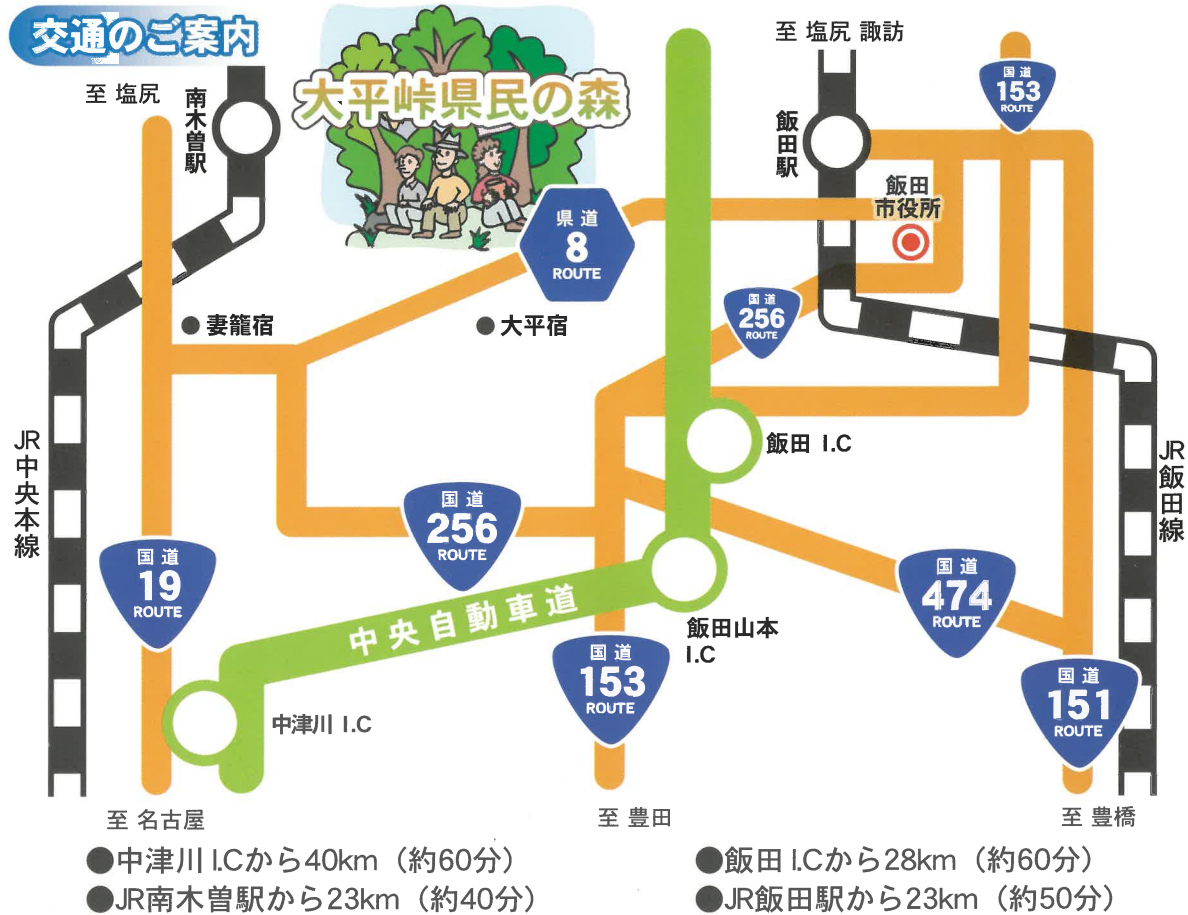 交通のご案内
至 塩尻
南木曽駅
大平峠県民の森
至 塩尻 諏訪
国道
153
ROUTE
飯田駅
飯田
市役所
県道
8
ROUTE
国道
256
ROUTE
妻籠宿
大平宿
JR中央本線
飯田 I.C
JR飯田線
国道
256
ROUTE
国道
19
ROUTE
国道
474
ROUTE
中央自動車道
飯田山本
I.C
国道
153
ROUTE
国道
151
ROUTE
中津川 I.C
至 名古屋
至 豊田
至 豊橋
●中津川I.Cから40km（約60分）
●JR南木曽駅から23km（約40分）
●飯田I.Cから28km（約60分）
●JR飯田駅から23km（約50分）